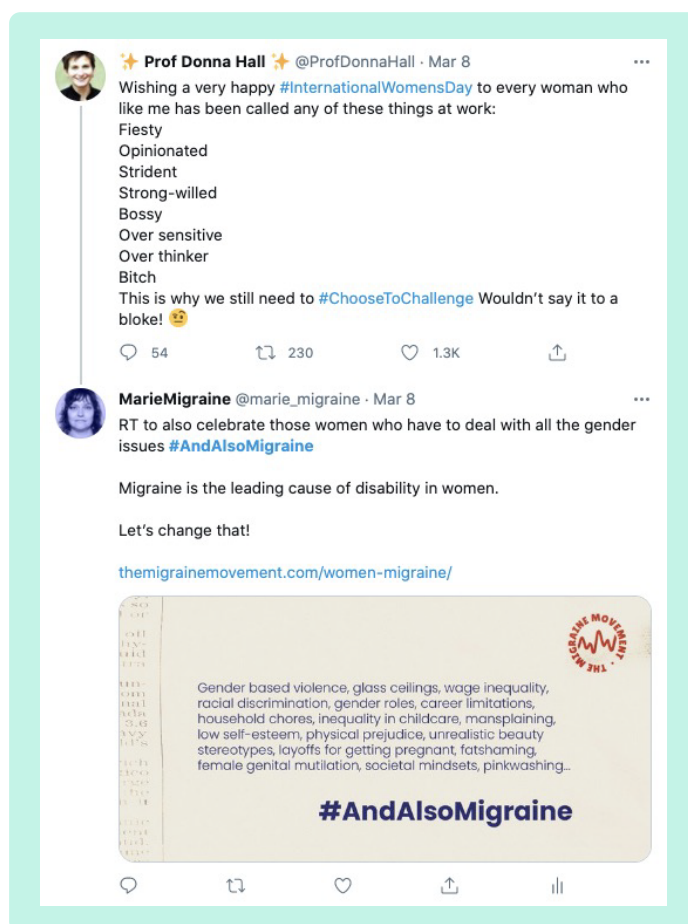 ✨ Prof Donna Hall ✨ @ProfDonnaHall · Mar 8
Wishing a very happy #InternationalWomensDay to every woman who
like me has been called any of these things at work:
Fiesty
Opinionated
Strident
Strong-willed
Bossy
Over sensitive
Over thinker
Bitch
This is why we still need to #ChooseToChallenge Wouldn't say it to a
bloke! 🤨
54 230 1.3K
MarieMigraine @marie_migraine · Mar 8
RT to also celebrate those women who have to deal with all the gender
issues #AndAlsoMigraine
Migraine is the leading cause of disability in women.
Let's change that!
themigrainemovement.com/women-migraine/
THE MIGRAINE MOVEMENT
Gender based violence, glass ceilings, wage inequality,
racial discrimination, gender roles, career limitations,
household chores, inequality in childcare, mansplaining,
low self-esteem, physical prejudice, unrealistic beauty
stereotypes, layoffs for getting pregnant, fatshaming,
female genital mutilation, societal mindsets, pinkwashing...
#AndAlsoMigraine